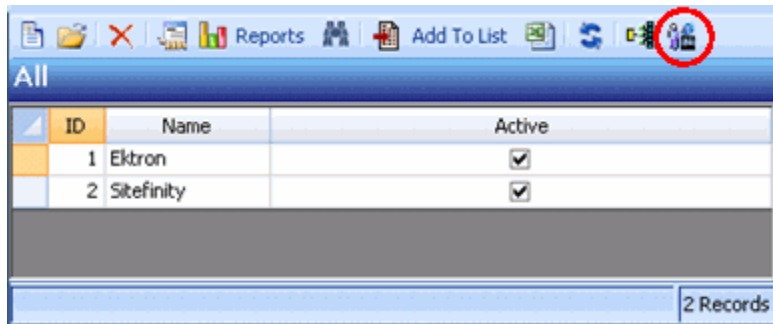 Reports Add To List
All
ID Name Active
1 Ektron
2 Sitefinity
2 Records